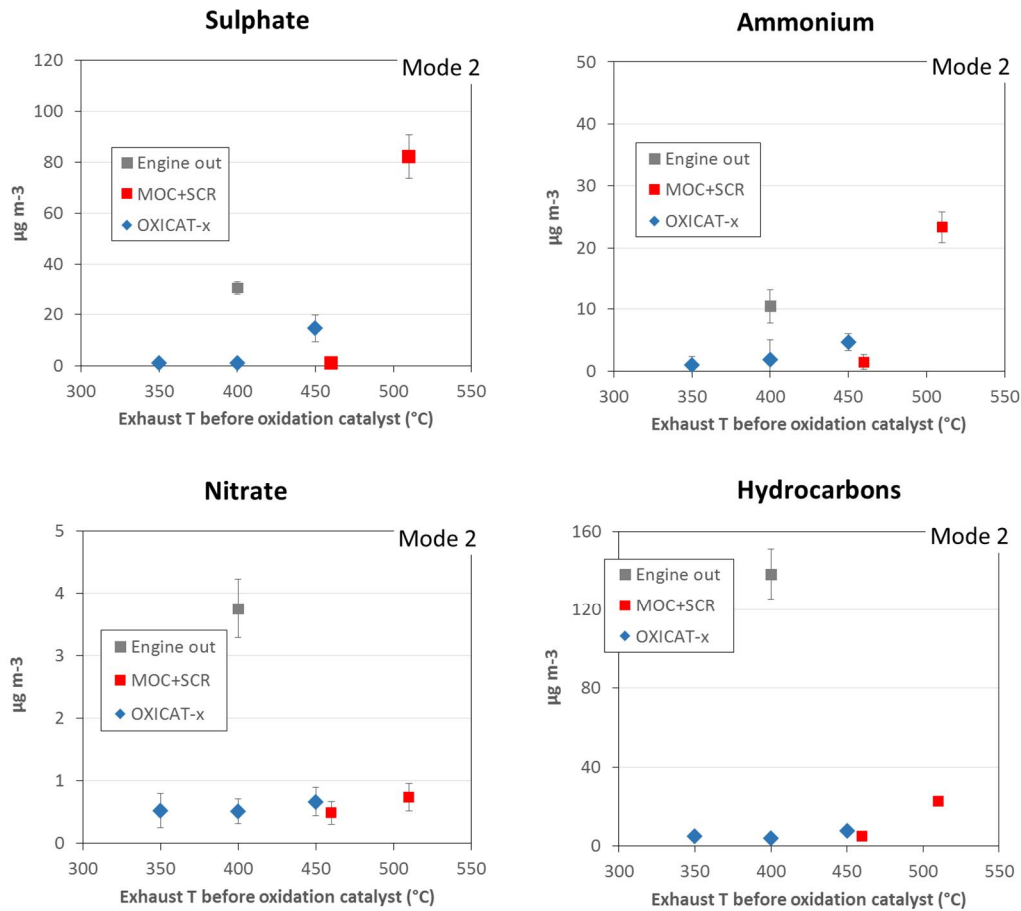 Sulphate
Mode 2
120
100
80
60
40
20
0
µg m-3
Engine out
MOC+SCR
OXICAT-x
300 350 400 450 500 550
Exhaust T before oxidation catalyst (°C)
Ammonium
Mode 2
50
40
30
20
10
0
µg m-3
Engine out
MOC+SCR
OXICAT-x
300 350 400 450 500 550
Exhaust T before oxidation catalyst (°C)
Nitrate
Mode 2
5
4
3
2
1
0
µg m-3
Engine out
MOC+SCR
OXICAT-x
300 350 400 450 500 550
Exhaust T before oxidation catalyst (°C)
Hydrocarbons
Mode 2
160
120
80
40
0
µg m-3
Engine out
MOC+SCR
OXICAT-x
300 350 400 450 500 550
Exhaust T before oxidation catalyst (°C)